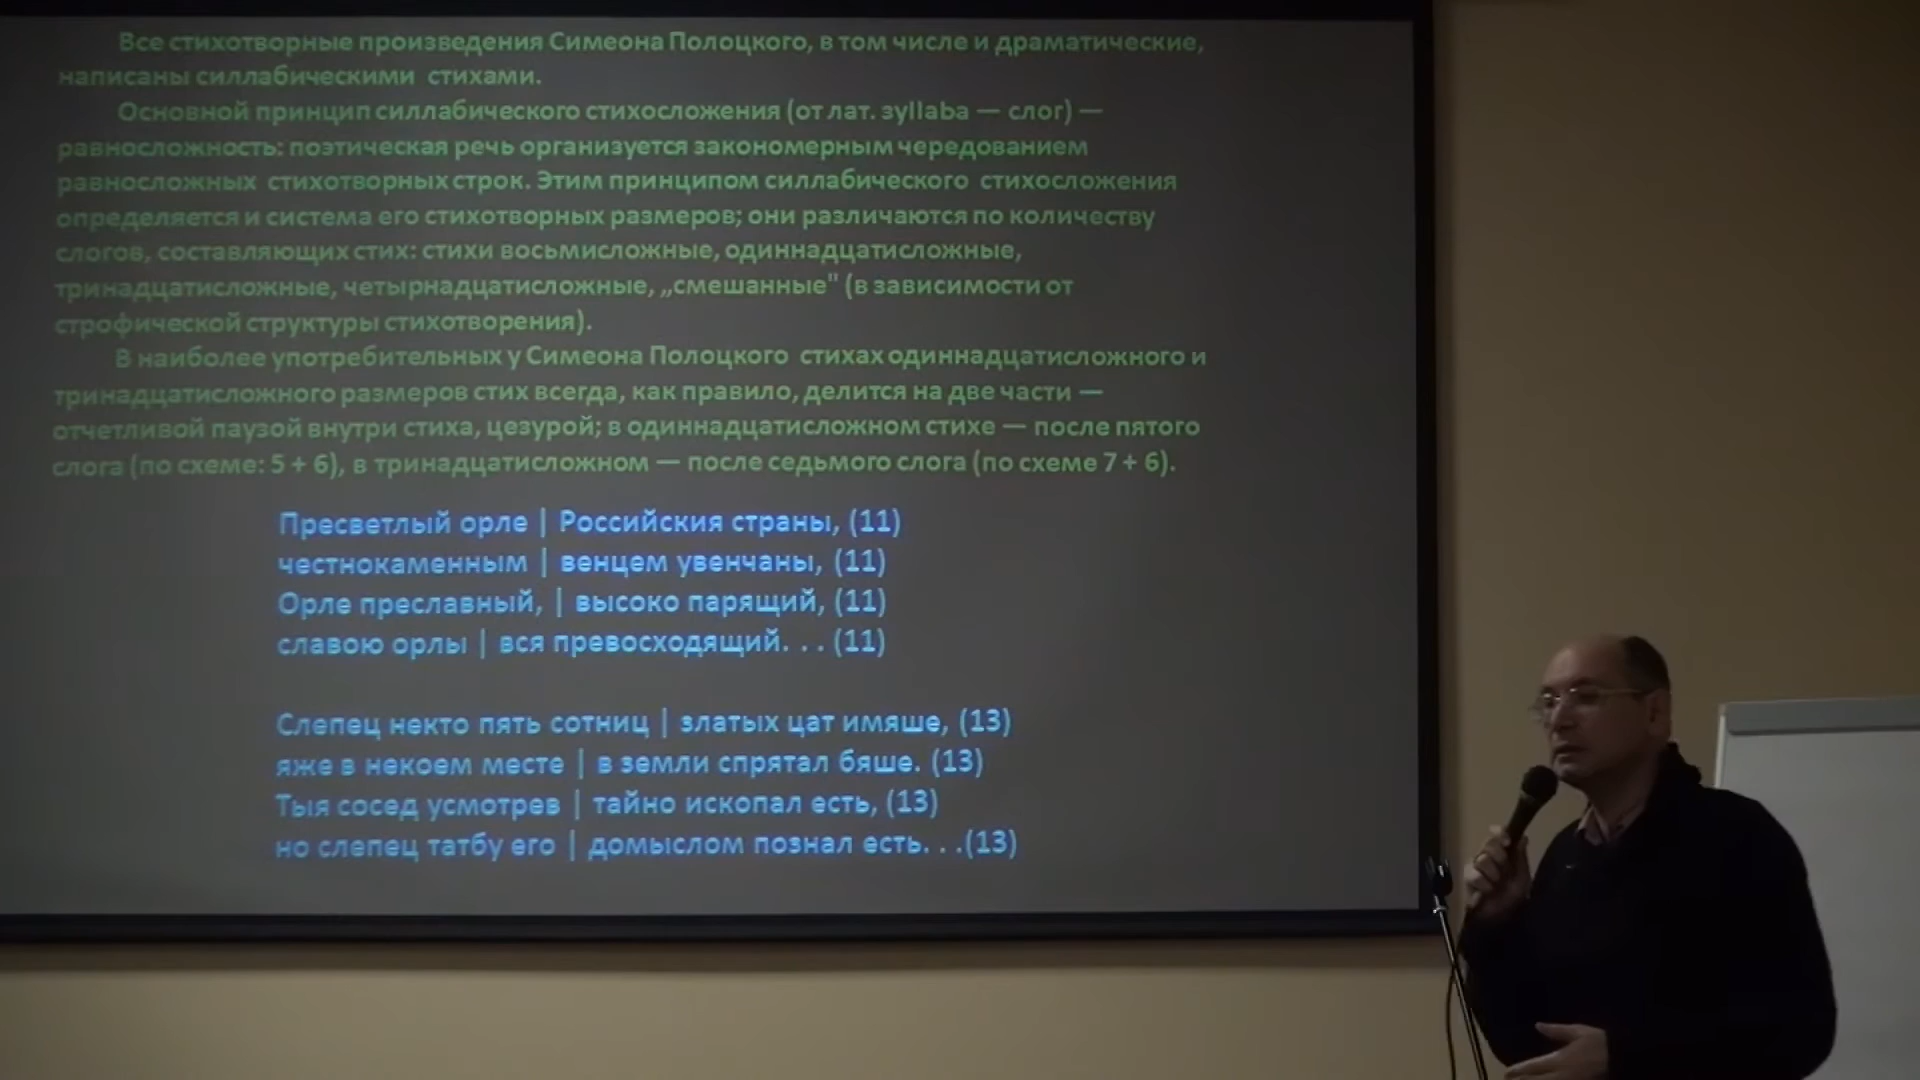 Все стихотворные произведения Симеона Полоцкого, в том числе и драматические,
написаны силлабическими стихами.
Основной принцип силлабического стихосложения (от лат. зyllaba — слог) —
равносложность: поэтическая речь организуется закономерным чередованием
равносложных стихотворных строк. Этим принципом силлабического стихосложения
определяется и система его стихотворных размеров; они различаются по количеству
слогов, составляющих стих: стихи восьмисложные, одиннадцатисложные,
тринадцатисложные, четырнадцатисложные, „смешанные" (в зависимости от
строфической структуры стихотворения).
В наиболее употребительных у Симеона Полоцкого стихах одиннадцатисложного и
тринадцатисложного размеров стих всегда, как правило, делится на две части —
отчетливой паузой внутри стиха, цезурой; в одиннадцатисложном стихе — после пятого
слога (по схеме: 5 + 6), в тринадцатисложном — после седьмого слога (по схеме 7 + 6).
Пресветлый орле | Российския страны, (11)
честнокаменным | венцем увенчаны, (11)
Орле преславный, | высоко парящий, (11)
славою орлы | вся превосходящий. . . (11)
Слепец некто пять сотниц | златых цат имяше, (13)
яже в некоем месте | в земли спрятал бяше. (13)
Тыя сосед усмотрев | тайно ископал есть, (13)
но слепец татбу его | домыслом познал есть. . .(13)